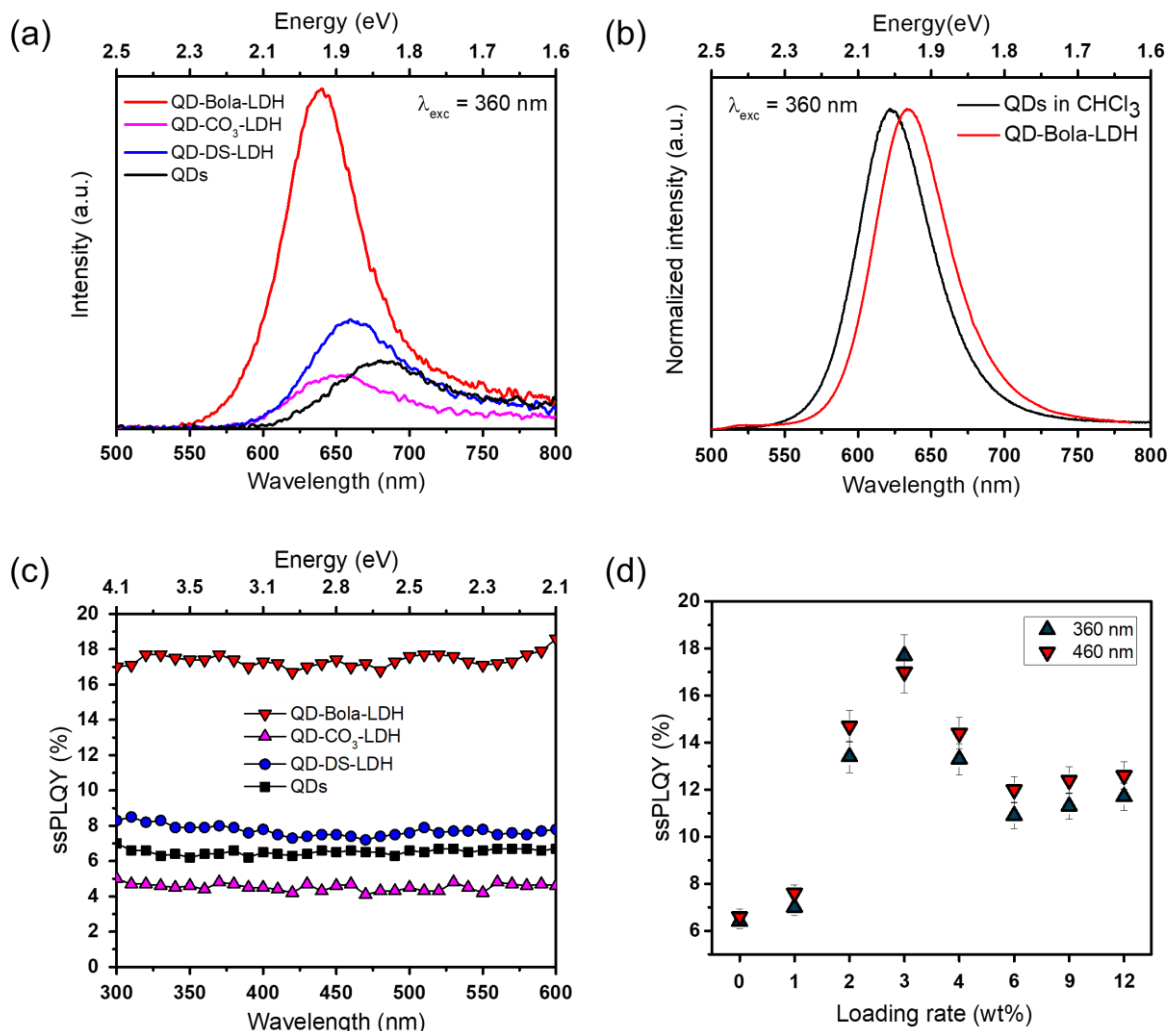 (a)
Energy (eV)
2.5 2.3 2.1 1.9 1.8 1.7 1.6
QD-Bola-LDH
QD-CO₃-LDH
QD-DS-LDH
QDs
λexc = 360 nm
Intensity (a.u.)
500 550 600 650 700 750 800
Wavelength (nm)
(b)
Energy(eV)
2.5 2.3 2.1 1.9 1.8 1.7 1.6
λexc = 360 nm
QDs in CHCl₃
QD-Bola-LDH
Normalized intensity (a.u.)
500 550 600 650 700 750 800
Wavelength (nm)
(c)
Energy (eV)
4.1 3.5 3.1 2.8 2.5 2.3 2.1
20
18
16
14
12
10
8
6
4
2
0
ssPLQY (%)
QD-Bola-LDH
QD-CO₃-LDH
QD-DS-LDH
QDs
300 350 400 450 500 550 600
Wavelength (nm)
(d)
20
18
16
14
12
10
8
6
ssPLQY (%)
360 nm
460 nm
0 1 2 3 4 6 9 12
Loading rate (wt%)